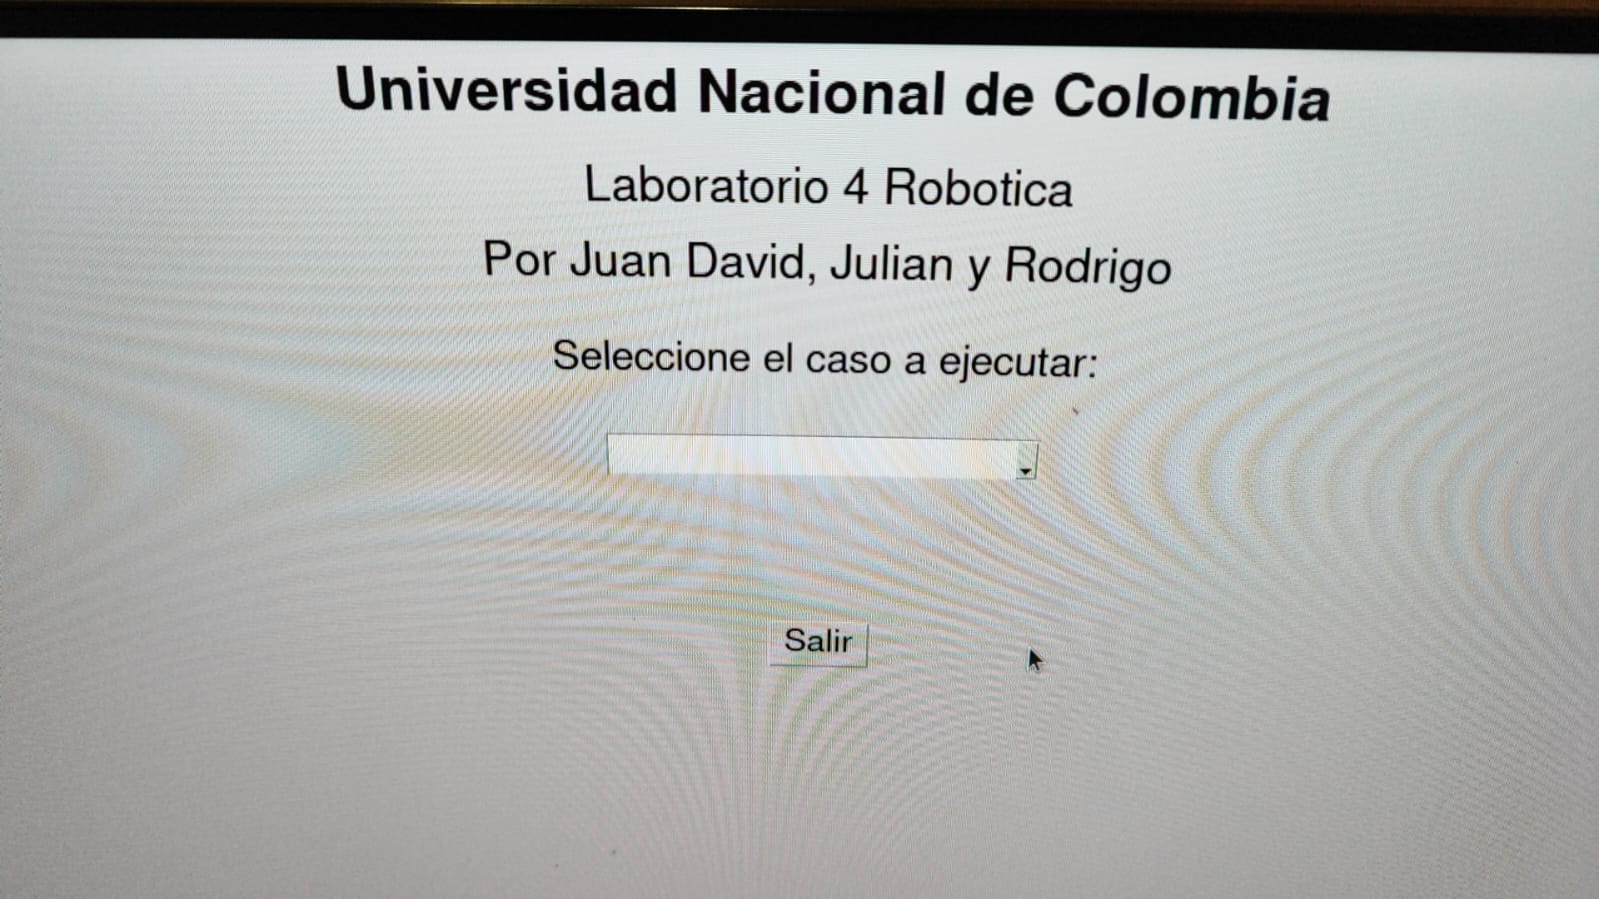 Universidad Nacional de Colombia
Laboratorio 4 Robotica
Por Juan David, Julian y Rodrigo
Seleccione el caso a ejecutar:
Salir